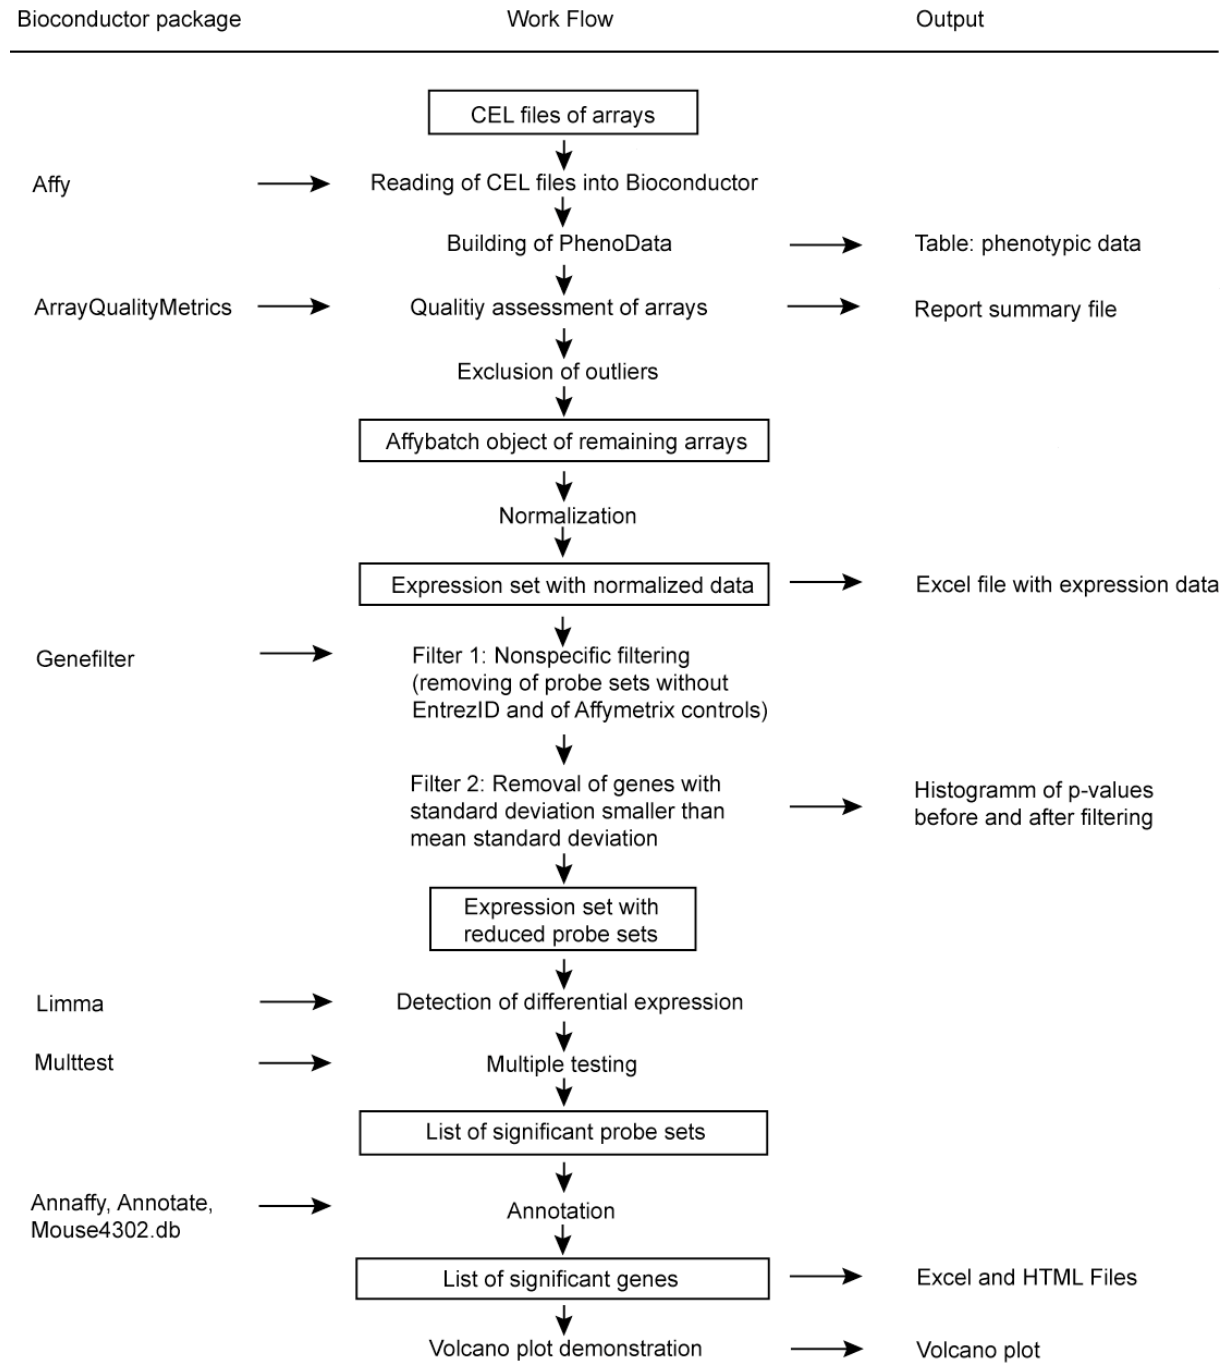 Bioconductor package
Work Flow
Output
CEL files of arrays
Affy
Reading of CEL files into Bioconductor
Building of PhenoData
Table: phenotypic data
ArrayQualityMetrics
Qualitiy assessment of arrays
Report summary file
Exclusion of outliers
Affybatch object of remaining arrays
Normalization
Expression set with normalized data
Excel file with expression data
Genefilter
Filter 1: Nonspecific filtering
(removing of probe sets without
EntrezID and of Affymetrix controls)
Filter 2: Removal of genes with
standard deviation smaller than
mean standard deviation
Histogramm of p-values
before and after filtering
Expression set with
reduced probe sets
Limma
Detection of differential expression
Multtest
Multiple testing
List of significant probe sets
Annaffy, Annotate,
Mouse4302.db
Annotation
List of significant genes
Excel and HTML Files
Volcano plot demonstration
Volcano plot